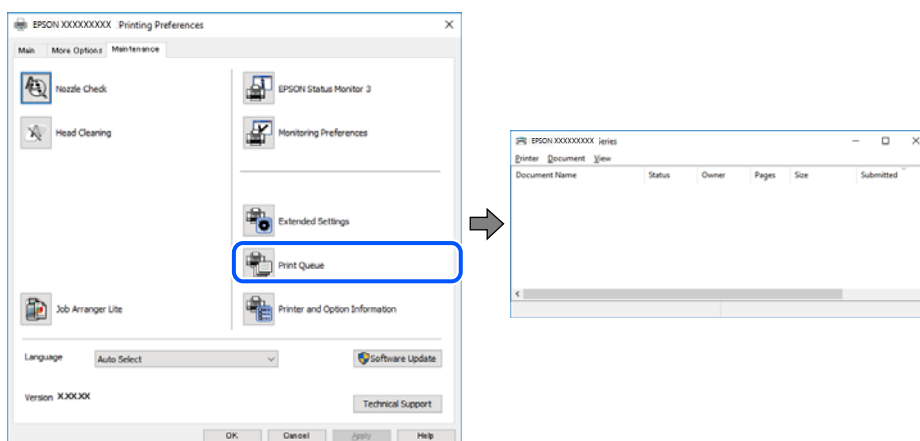 EPSON XXXXXXXXX Printing Preferences
Main More Options Maintenance
Nozzle Check
EPSON Status Monitor 3
Head Cleaning
Monitoring Preferences
Extended Settings
Print Queue
Job Arranger Lite
Printer and Option Information
Language
Auto Select
Software Update
Version X.XX.XX
Technical Support
OK Cancel Apply Help
EPSON XXXXXXXXX ieries
Printer Document View
Document Name Status Owner Pages Size Submitted